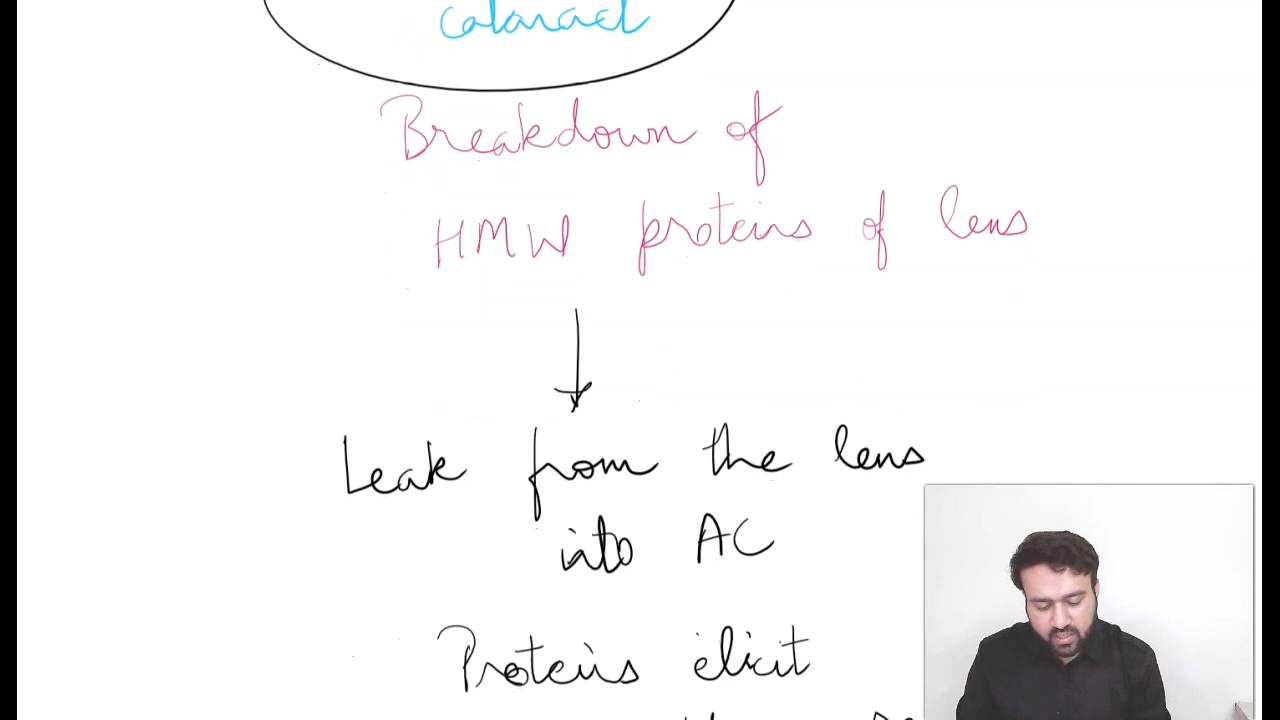 cataract
Breakdown of
HMW proteins of lens
Leak from the lens
into AC
Proteins elicit